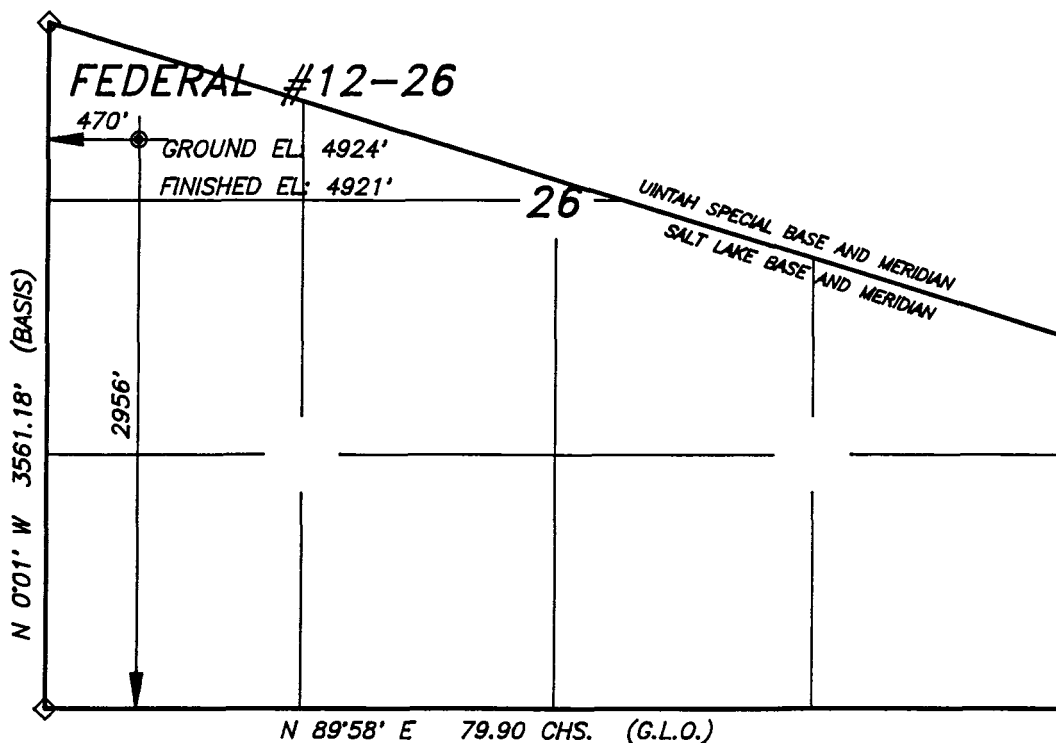 FEDERAL #12-26
470'
GROUND EL: 4924'
FINISHED EL: 4921'
26
UINTAH SPECIAL BASE AND MERIDIAN
SALT LAKE BASE AND MERIDIAN
N 0°01' W 3561.18' (BASIS)
2956'
N 89°58' E 79.90 CHS. (G.L.O.)